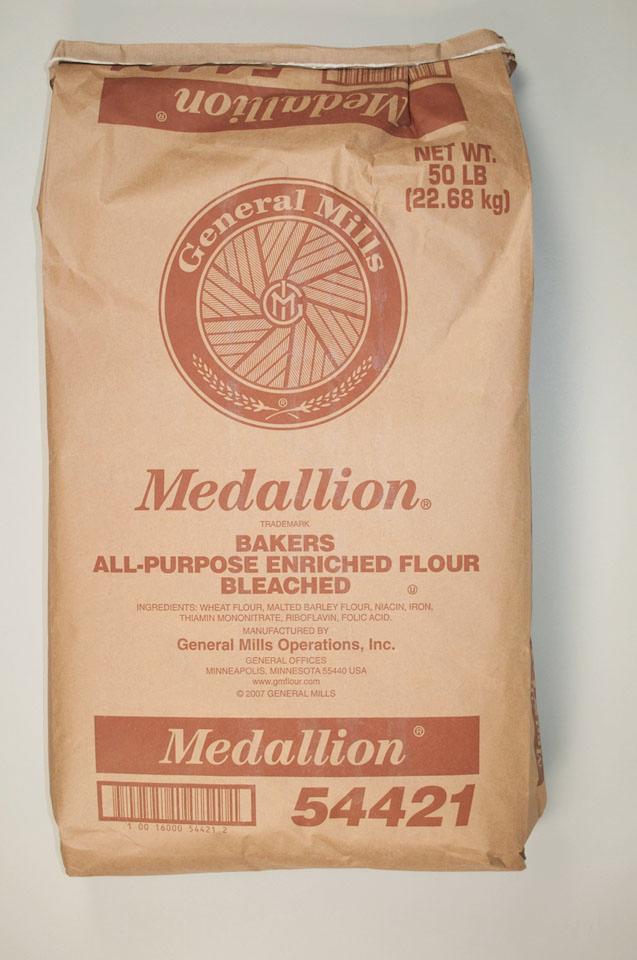 Medallion ®
NET WT.
50 LB
(22.68 kg)
General Mills
GM
®
Medallion®
TRADEMARK
BAKERS
ALL-PURPOSE ENRICHED FLOUR
BLEACHED U
INGREDIENTS: WHEAT FLOUR, MALTED BARLEY FLOUR, NIACIN, IRON,
THIAMIN MONONITRATE, RIBOFLAVIN, FOLIC ACID.
MANUFACTURED BY
General Mills Operations, Inc.
GENERAL OFFICES
MINNEAPOLIS, MINNESOTA 55440 USA
www.gmflour.com
© 2007 GENERAL MILLS
Medallion ®
54421
1 00 16000 54421 2